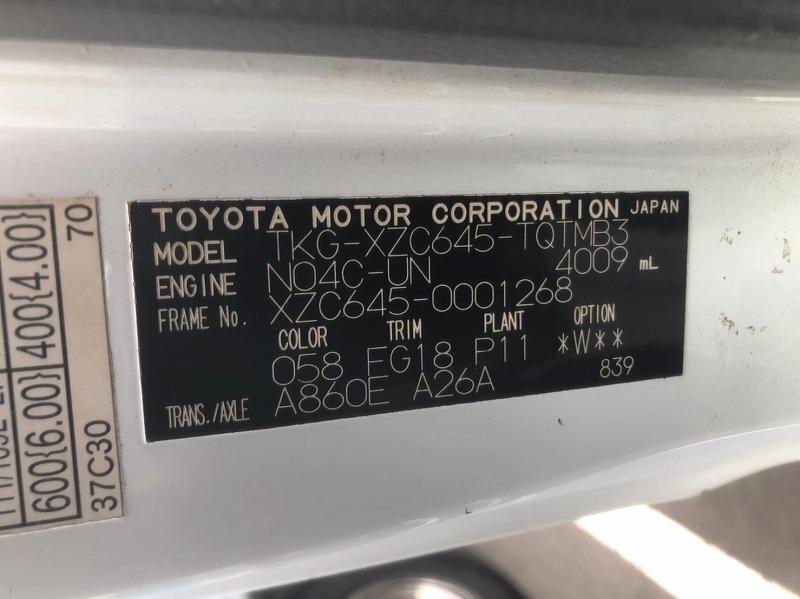 TOYOTA MOTOR CORPORATION JAPAN
MODEL TKG-XZC645-TQTMB3
ENGINE N04C-UN 4009 mL
FRAME No. XZC645-0001268
COLOR TRIM PLANT OPTION
058 FG18 P11 *W**
TRANS./AXLE A860E A26A 839
600{6.00} 400{4.00}
37C30 70